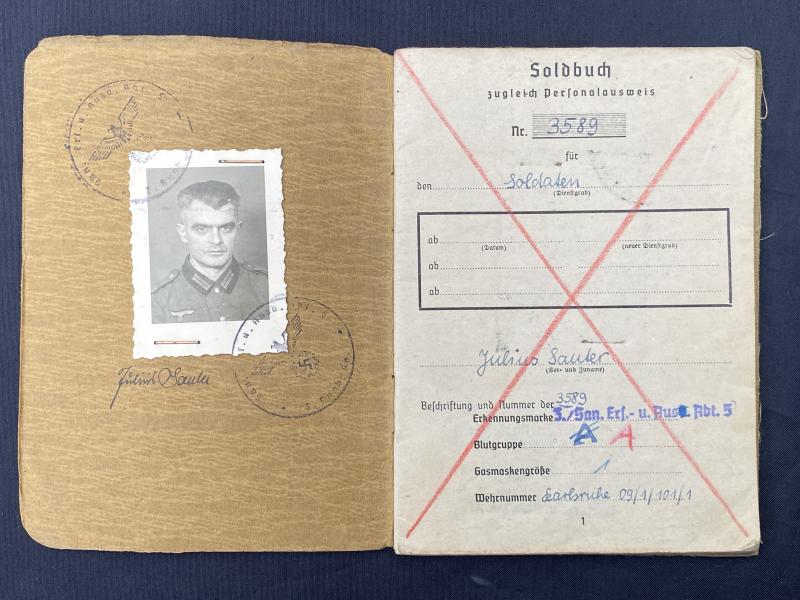 Julius Sauter
Soldbuch
zugleich Personalausweis
Nr. 3589
für
den Soldaten
(Dienstgrad)
ab
(Datum) (neuer Dienstgrad)
ab
ab
Julius Sauter
(Vor- und Zuname)
Beschriftung und Nummer der 3589
Erkennungsmarke 3./San. Ers.- u. Ausb. Abt. 5
Blutgruppe A A
Gasmaskengröße 1
Wehrnummer Karlsruhe 09/1/101/1
1